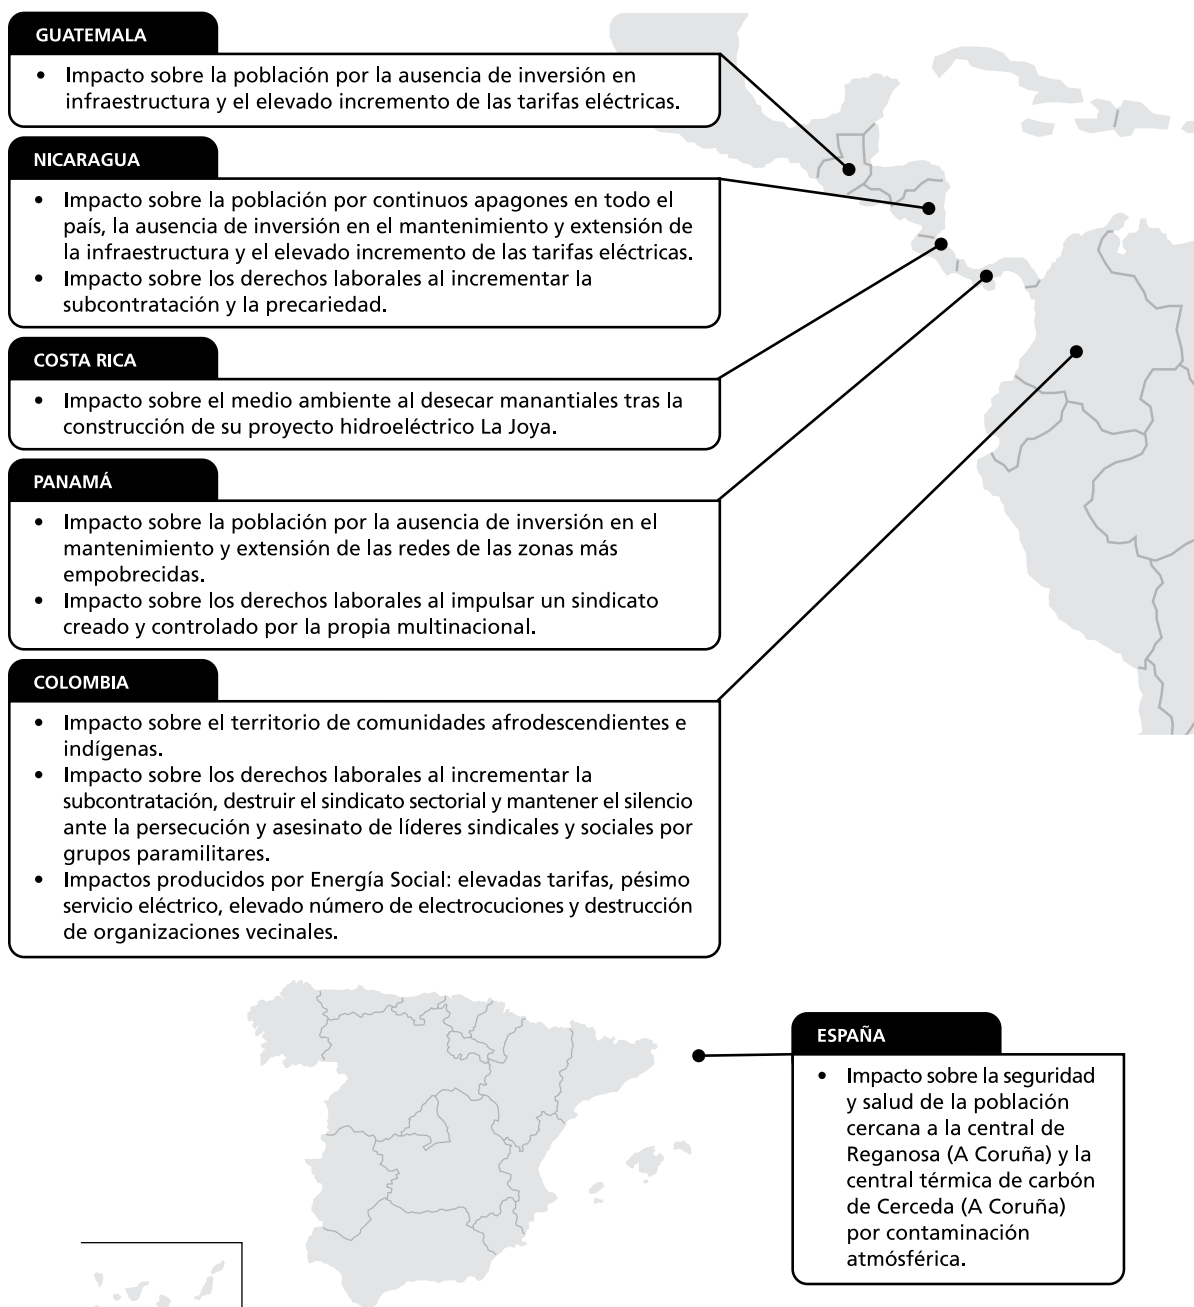 GUATEMALA
• Impacto sobre la población por la ausencia de inversión en
infraestructura y el elevado incremento de las tarifas eléctricas.
NICARAGUA
• Impacto sobre la población por continuos apagones en todo el
país, la ausencia de inversión en el mantenimiento y extensión de
la infraestructura y el elevado incremento de las tarifas eléctricas.
• Impacto sobre los derechos laborales al incrementar la
subcontratación y la precariedad.
COSTA RICA
• Impacto sobre el medio ambiente al desecar manantiales tras la
construcción de su proyecto hidroeléctrico La Joya.
PANAMÁ
• Impacto sobre la población por la ausencia de inversión en el
mantenimiento y extensión de las redes de las zonas más
empobrecidas.
• Impacto sobre los derechos laborales al impulsar un sindicato
creado y controlado por la propia multinacional.
COLOMBIA
• Impacto sobre el territorio de comunidades afrodescendientes e
indígenas.
• Impacto sobre los derechos laborales al incrementar la
subcontratación, destruir el sindicato sectorial y mantener el silencio
ante la persecución y asesinato de líderes sindicales y sociales por
grupos paramilitares.
• Impactos producidos por Energía Social: elevadas tarifas, pésimo
servicio eléctrico, elevado número de electrocuciones y destrucción
de organizaciones vecinales.
ESPAÑA
• Impacto sobre la seguridad
y salud de la población
cercana a la central de
Reganosa (A Coruña) y la
central térmica de carbón
de Cerceda (A Coruña)
por contaminación
atmósférica.